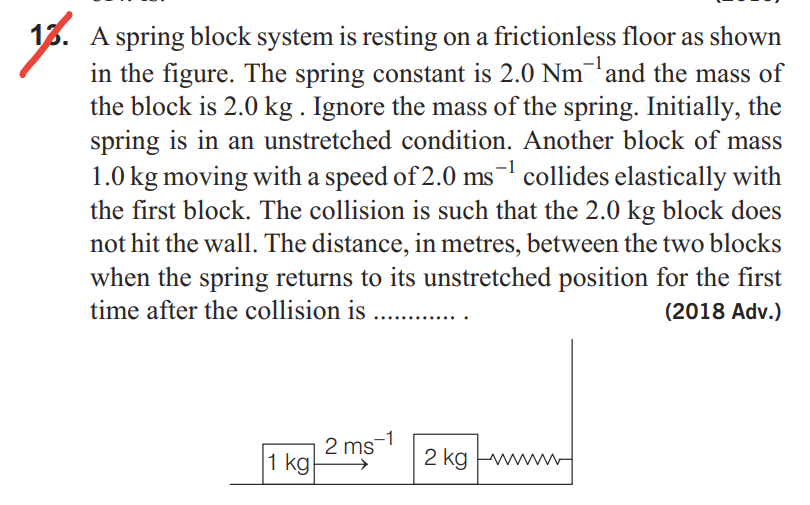 13. A spring block system is resting on a frictionless floor as shown
in the figure. The spring constant is 2.0 Nm⁻¹ and the mass of
the block is 2.0 kg . Ignore the mass of the spring. Initially, the
spring is in an unstretched condition. Another block of mass
1.0 kg moving with a speed of 2.0 ms⁻¹ collides elastically with
the first block. The collision is such that the 2.0 kg block does
not hit the wall. The distance, in metres, between the two blocks
when the spring returns to its unstretched position for the first
time after the collision is ............ . (2018 Adv.)
1 kg 2 ms⁻¹ 2 kg